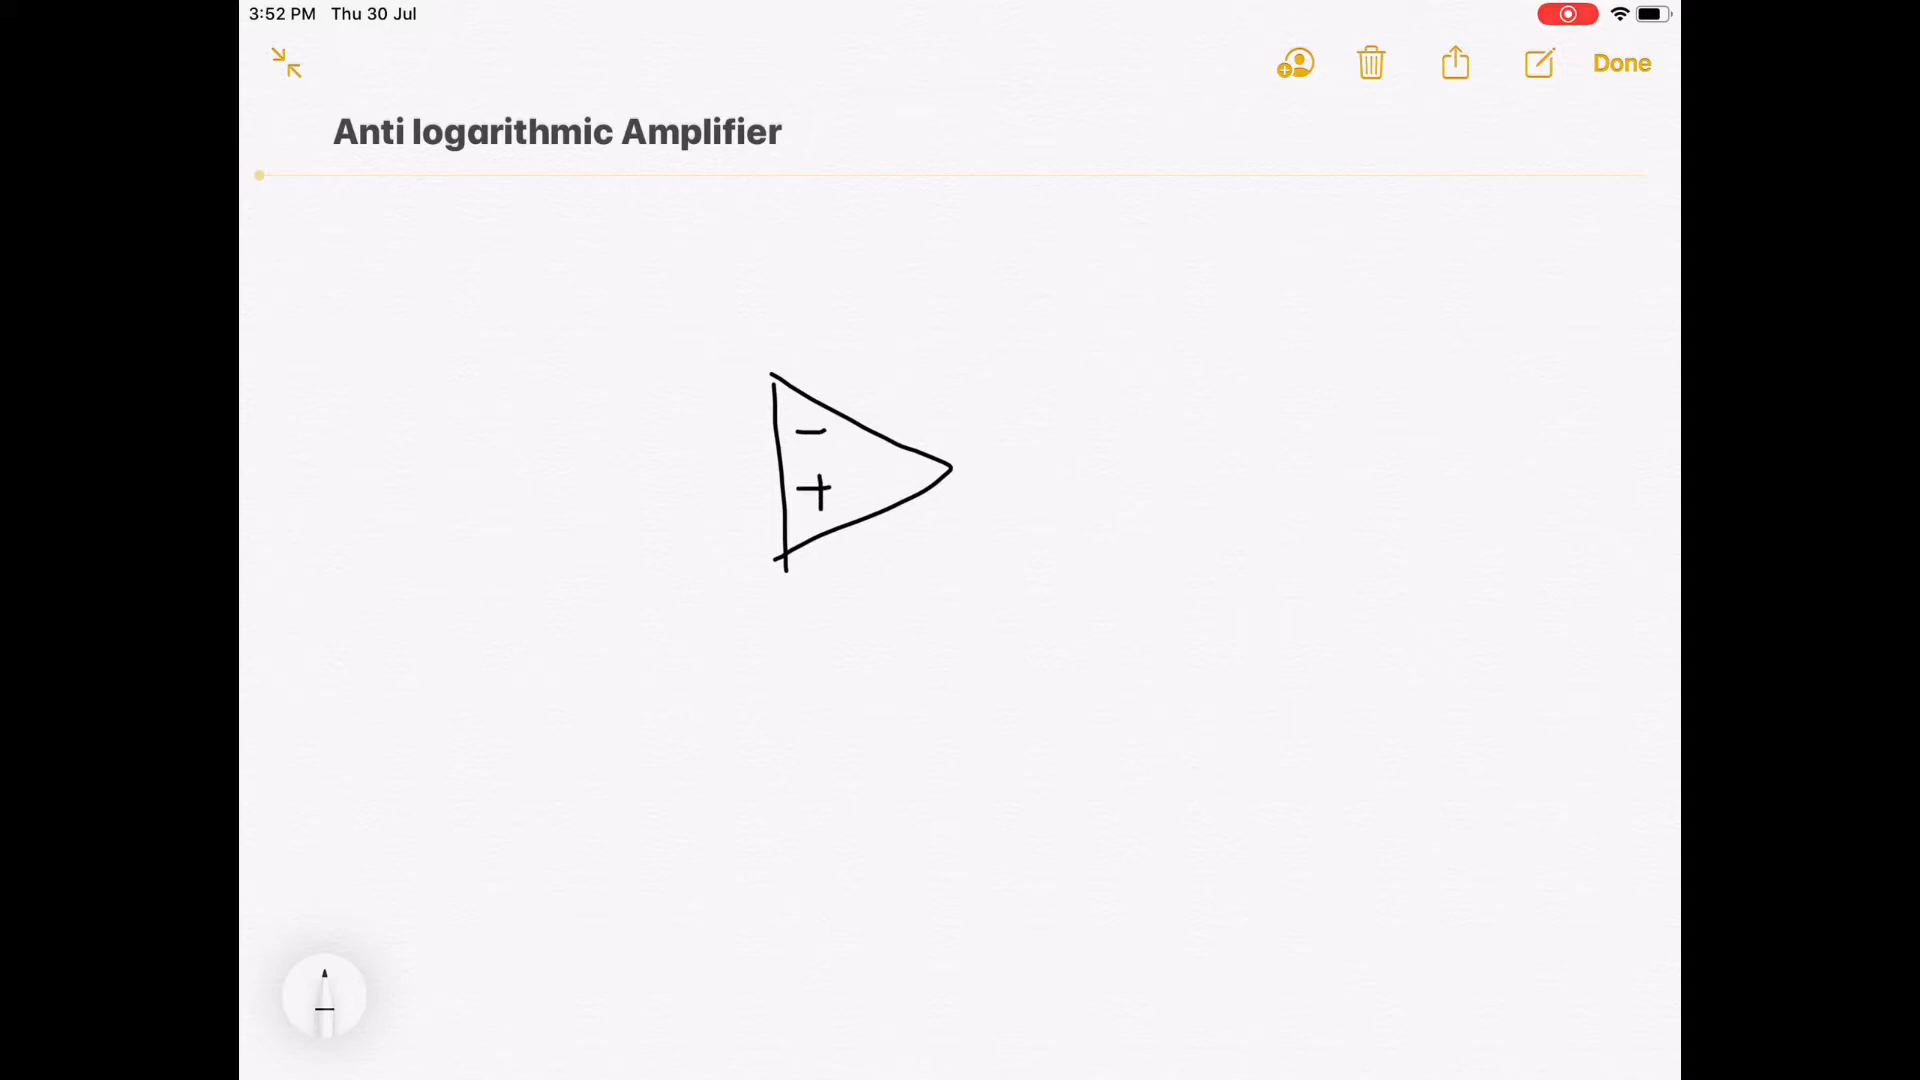 3:52 PM Thu 30 Jul
Done
Anti logarithmic Amplifier
−
+